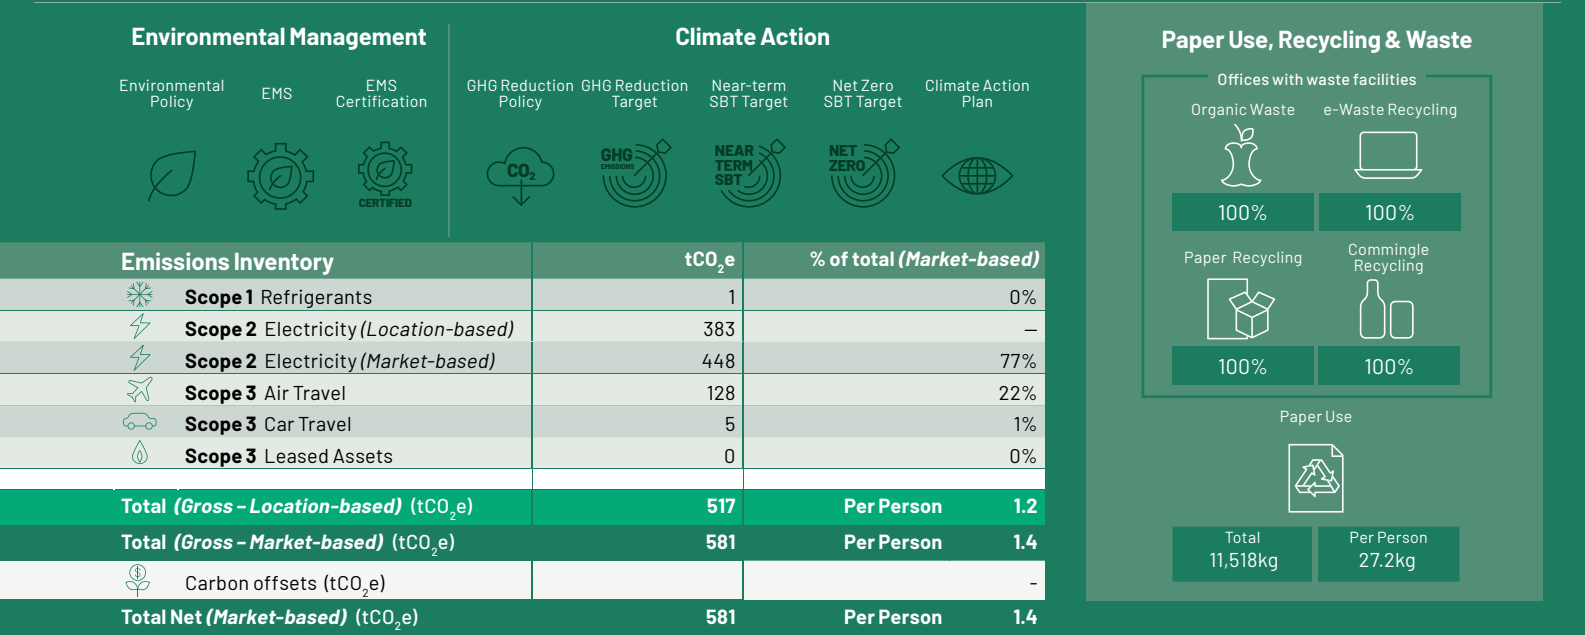 Environmental Management
Climate Action
Paper Use, Recycling & Waste
Environmental
Policy
EMS
EMS
Certification
GHG Reduction
Policy
GHG Reduction
Target
Near-term
SBT Target
Net Zero
SBT Target
Climate Action
Plan
CO2
GHG
EMISSIONS
NEAR
TERM
SBT
NET
ZERO
CERTIFIED
Offices with waste facilities
Organic Waste
e-Waste Recycling
100%
100%
Paper Recycling
Commingle
Recycling
100%
100%
Paper Use
Total
11,518kg
Per Person
27.2kg
Emissions Inventory tCO2e % of total (Market-based)
Scope 1 Refrigerants 1 0%
Scope 2 Electricity (Location-based) 383 –
Scope 2 Electricity (Market-based) 448 77%
Scope 3 Air Travel 128 22%
Scope 3 Car Travel 5 1%
Scope 3 Leased Assets 0 0%
Total (Gross – Location-based) (tCO2e) 517 Per Person 1.2
Total (Gross – Market-based) (tCO2e) 581 Per Person 1.4
$
Carbon offsets (tCO2e) -
Total Net (Market-based) (tCO2e) 581 Per Person 1.4